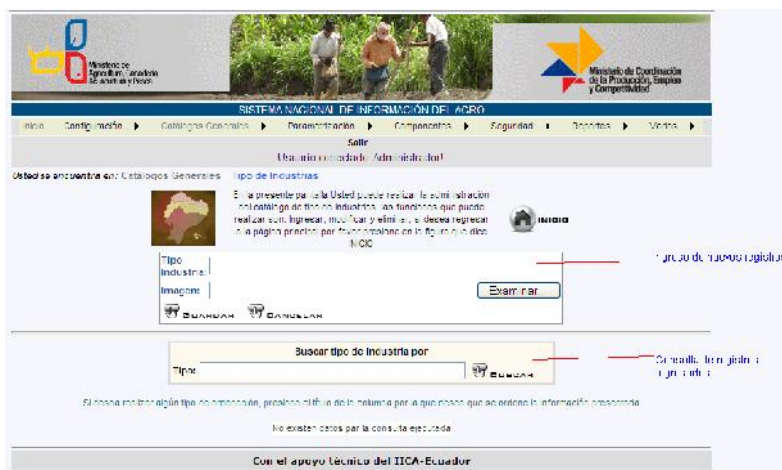 Ministerio de
Agricultura, Ganadería
Acuacultura y Pesca
Ministerio de Coordinación
de la Producción, Empleo
y Competitividad
SISTEMA NACIONAL DE INFORMACIÓN DEL AGRO
Inicio Configuración Catálogos Generales Parametrización Componentes Seguridad Reportes Varios
Salir
Usuario conectado: Administrador!
Usted se encuentra en: Catálogos Generales Tipo de Industrias
En la presente pantalla Usted puede realizar la administración
del catálogo de tipo de industrias, las funciones que puede
realizar son: Ingresar, modificar y eliminar, si desea regresar
a la página principal por favor presione en la figura que dice
INICIO
INICIO
Tipo
Industria:
Imagen: Examinar...
GUARDAR CANCELAR
Ingreso de nuevos registros
Buscar tipo de industria por
Tipo: BUSCAR
Consulta de registros
ingresados
Si desea realizar algún tipo de ordenación, presione el título de la columna por la que desea que se ordene la información presentada
No existen datos par la consulta ejecutada
Con el apoyo técnico del IICA-Ecuador